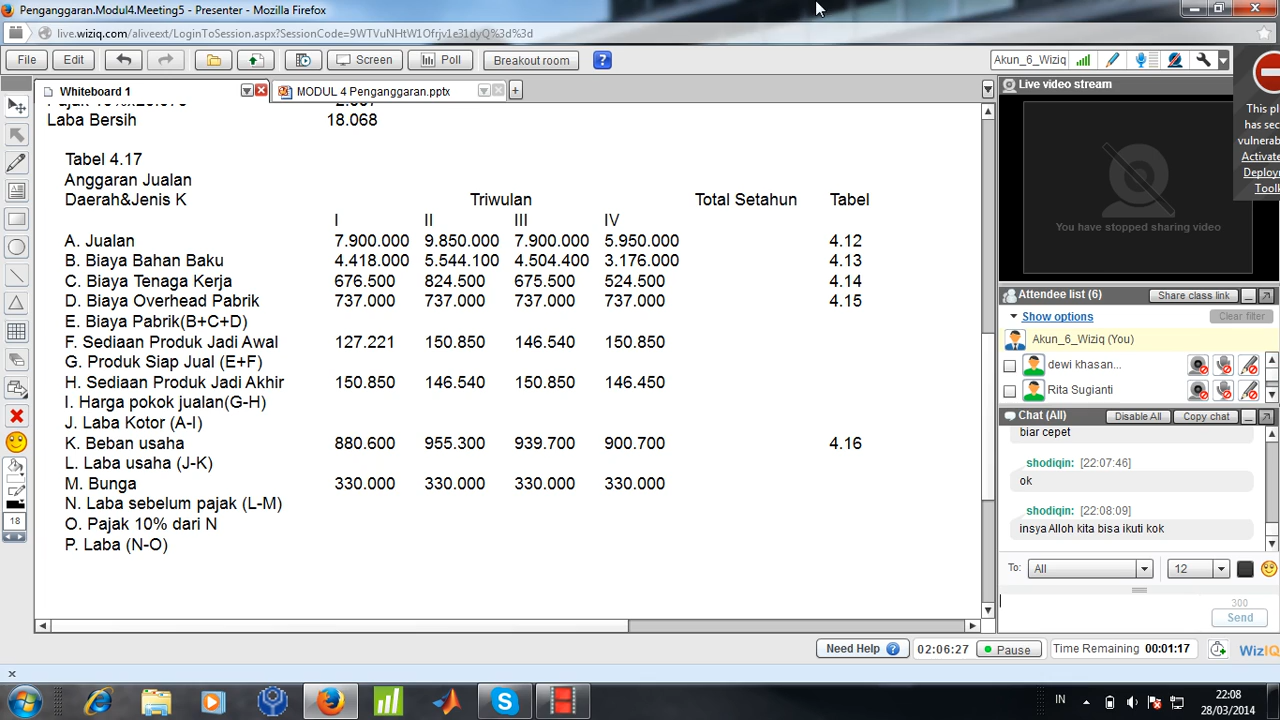 Penganggaran.Modul4.Meeting5 - Presenter - Mozilla Firefox
live.wiziq.com/aliveext/LoginToSession.aspx?SessionCode=9WTVuNHtW1Ofrjv1e31dyQ%3d%3d
File Edit Screen Poll Breakout room ? Akun_6_Wiziq
Whiteboard 1 MODUL 4 Penganggaran.pptx +
Laba Bersih 18.068
Tabel 4.17
Anggaran Jualan
Daerah&Jenis K Triwulan Total Setahun Tabel
I II III IV
A. Jualan 7.900.000 9.850.000 7.900.000 5.950.000 4.12
B. Biaya Bahan Baku 4.418.000 5.544.100 4.504.400 3.176.000 4.13
C. Biaya Tenaga Kerja 676.500 824.500 675.500 524.500 4.14
D. Biaya Overhead Pabrik 737.000 737.000 737.000 737.000 4.15
E. Biaya Pabrik(B+C+D)
F. Sediaan Produk Jadi Awal 127.221 150.850 146.540 150.850
G. Produk Siap Jual (E+F)
H. Sediaan Produk Jadi Akhir 150.850 146.540 150.850 146.450
I. Harga pokok jualan(G-H)
J. Laba Kotor (A-I)
K. Beban usaha 880.600 955.300 939.700 900.700 4.16
L. Laba usaha (J-K)
M. Bunga 330.000 330.000 330.000 330.000
N. Laba sebelum pajak (L-M)
O. Pajak 10% dari N
P. Laba (N-O)
18
Live video stream
You have stopped sharing video
This pl
has sec
vulnerab
Activate
Deploym
Toolk
Attendee list (6) Share class link
Show options Clear filter
Akun_6_Wiziq (You)
dewi khasan...
Rita Sugianti
Chat (All) Disable All Copy chat
biar cepet
shodiqin: [22:07:46]
ok
shodiqin: [22:08:09]
insya Alloh kita bisa ikuti kok
To: All 12
300
Send
Need Help ? 02:06:27 Pause Time Remaining 00:01:17 WizIQ
IN 22:08
28/03/2014